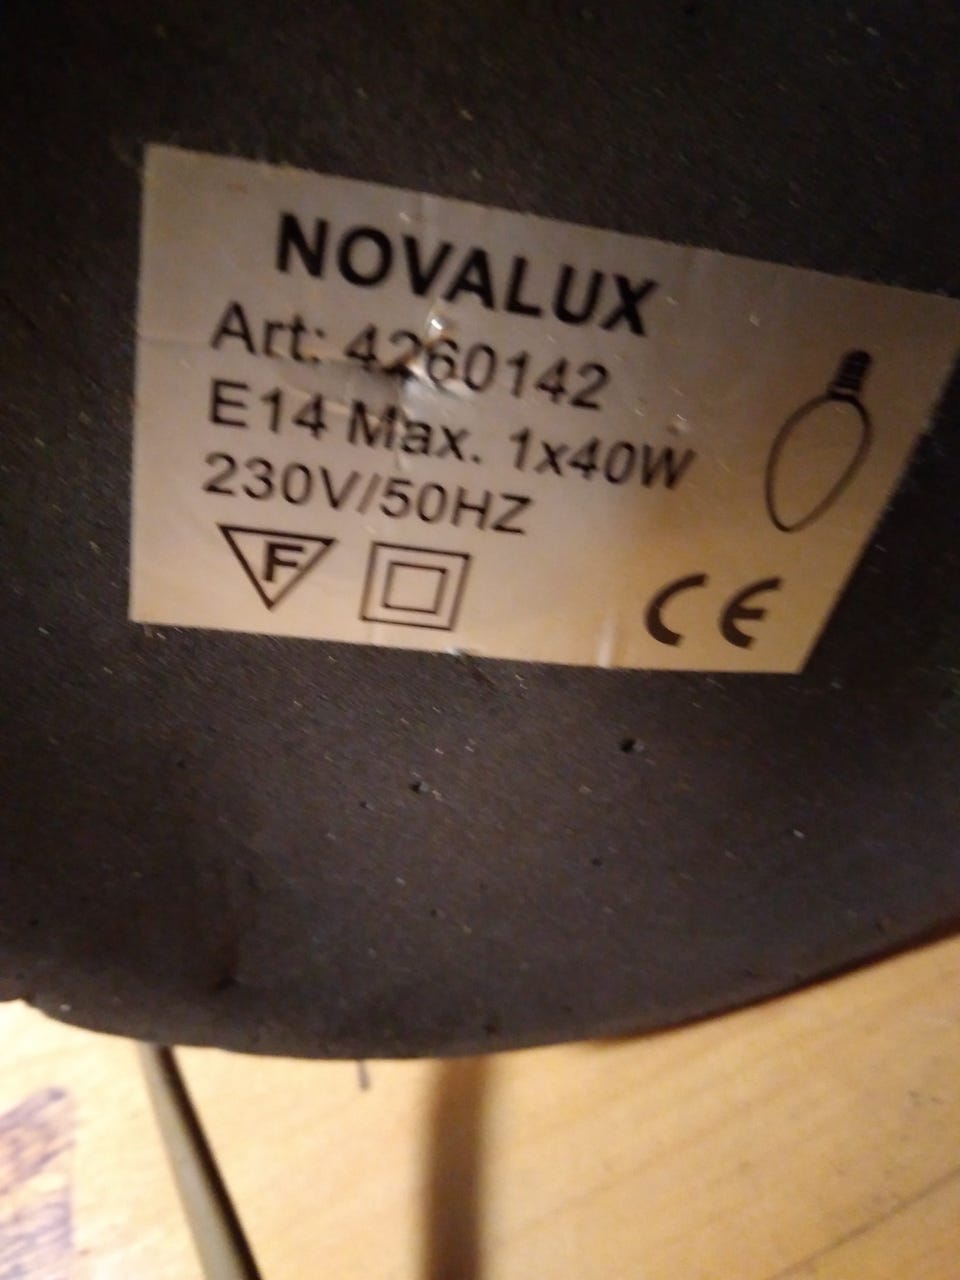 NOVALUX
Art: 4260142
E14 Max. 1x40W
230V/50HZ
F
CE